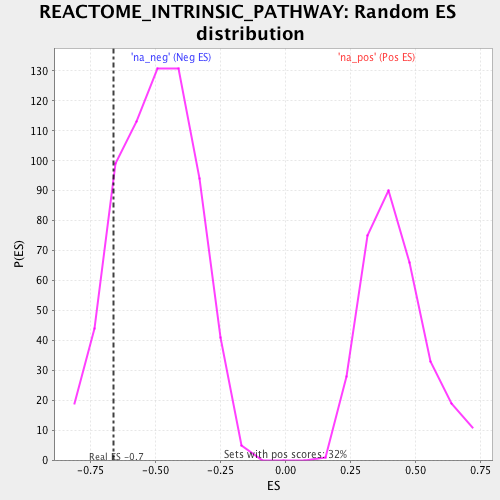 REACTOME_INTRINSIC_PATHWAY: Random ES
distribution
'na_neg' (Neg ES)
'na_pos' (Pos ES)
130
120
110
100
90
80
70
60
50
40
30
20
10
0
P(ES)
Real ES -0.7
Sets with pos scores: 32%
-0.75
-0.50
-0.25
0.00
0.25
0.50
0.75
ES